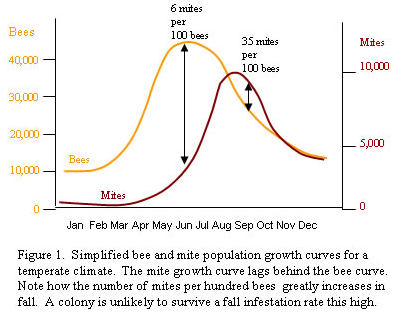 6 mites
per
100 bees
Bees
35 mites
per
100 bees
Mites
40,000
10,000
30,000
20,000
5,000
10,000
Bees
Mites
0
0
Jan Feb Mar Apr May Jun Jul Aug Sep Oct Nov Dec
Figure 1. Simplified bee and mite population growth curves for a
temperate climate. The mite growth curve lags behind the bee curve.
Note how the number of mites per hundred bees greatly increases in
fall. A colony is unlikely to survive a fall infestation rate this high.